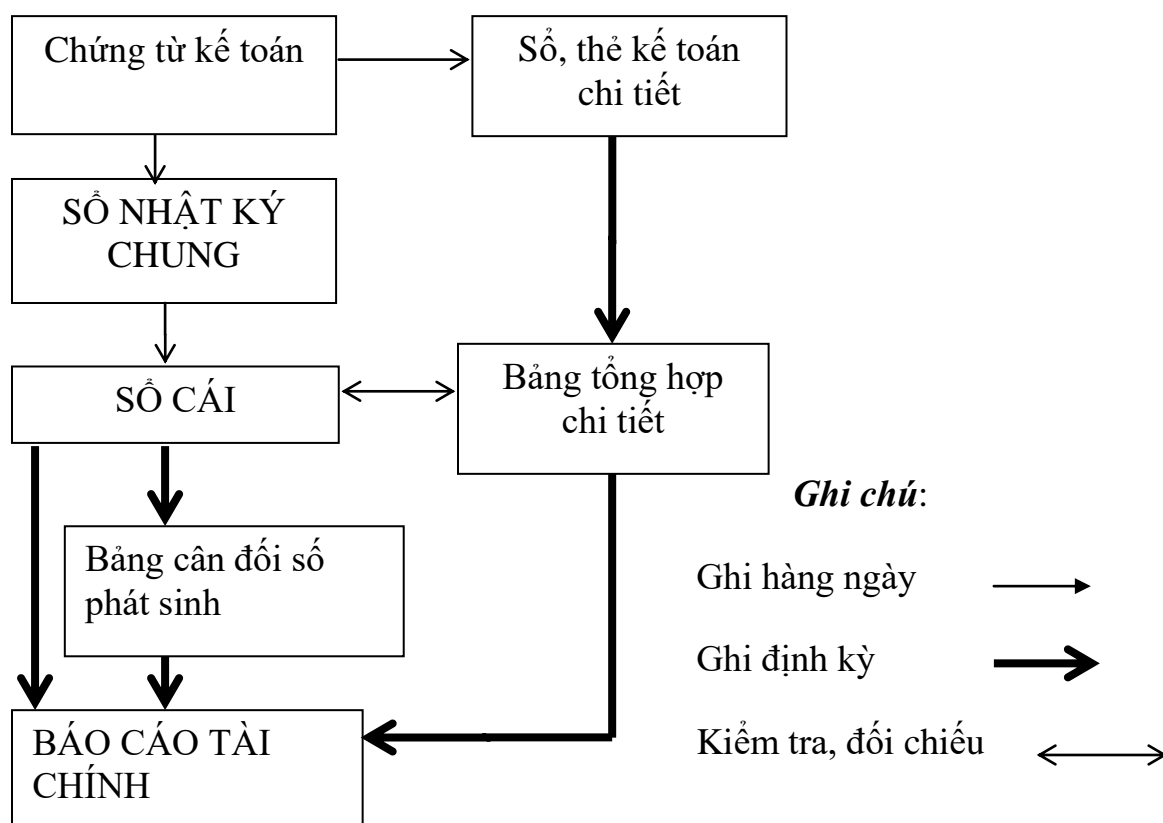 Chứng từ kế toán
Sổ, thẻ kế toán
chi tiết
SỔ NHẬT KÝ
CHUNG
SỔ CÁI
Bảng tổng hợp
chi tiết
Ghi chú:
Bảng cân đối số
phát sinh
Ghi hàng ngày
Ghi định kỳ
BÁO CÁO TÀI
CHÍNH
Kiểm tra, đối chiếu